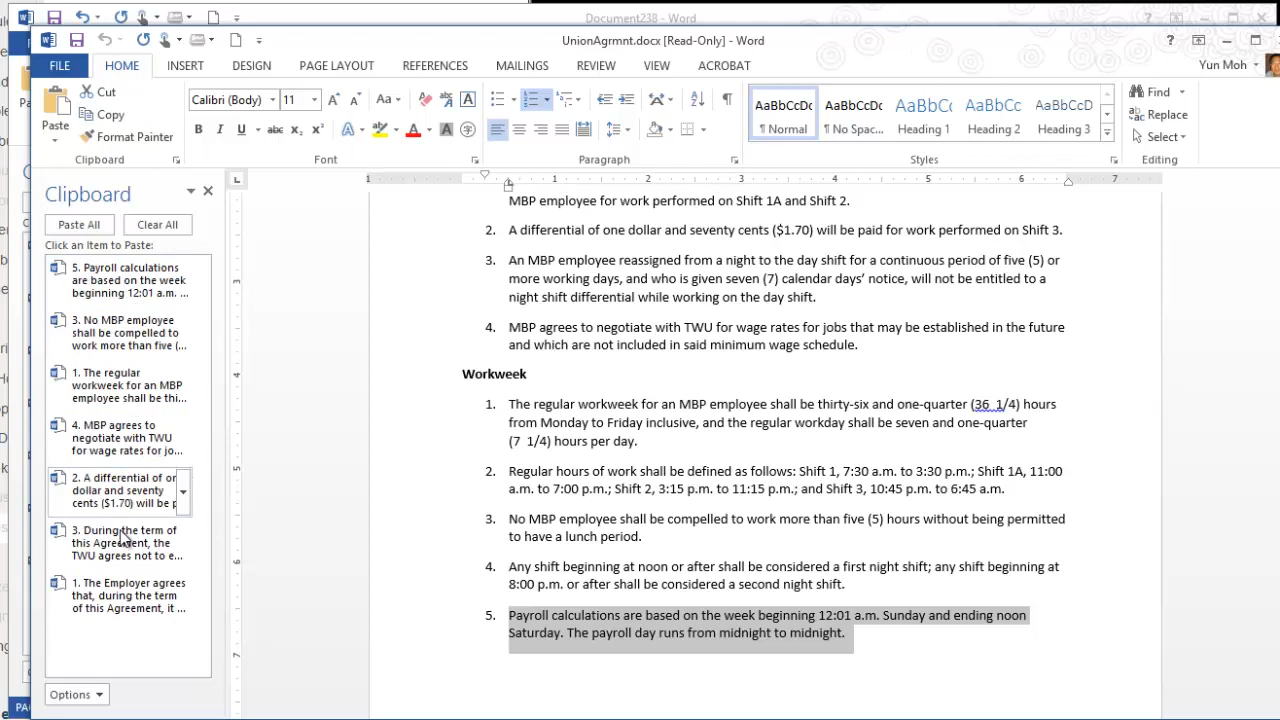 Document238 - Word
UnionAgrmnt.docx [Read-Only] - Word
FILE HOME INSERT DESIGN PAGE LAYOUT REFERENCES MAILINGS REVIEW VIEW ACROBAT Yun Moh
Paste
Cut
Copy
Format Painter
Clipboard
Calibri (Body) 11
Font
Paragraph
AaBbCcDc AaBbCcDc AaBbCc AaBbCc AaBbCcD
¶ Normal ¶ No Spac... Heading 1 Heading 2 Heading 3
Styles
Find
Replace
Select
Editing
Clipboard
Paste All Clear All
Click an Item to Paste:
5. Payroll calculations
are based on the week
beginning 12:01 a.m. ...
3. No MBP employee
shall be compelled to
work more than five (...
1. The regular
workweek for an MBP
employee shall be thi...
4. MBP agrees to
negotiate with TWU
for wage rates for jo...
2. A differential of or
dollar and seventy
cents ($1.70) will be p
3. During the term of
this Agreement, the
TWU agrees not to e...
1. The Employer agrees
that, during the term
of this Agreement, it ...
Options
1 1 2 3 4 5 6 7
3
4
5
6
7
MBP employee for work performed on Shift 1A and Shift 2.
2. A differential of one dollar and seventy cents ($1.70) will be paid for work performed on Shift 3.
3. An MBP employee reassigned from a night to the day shift for a continuous period of five (5) or
more working days, and who is given seven (7) calendar days’ notice, will not be entitled to a
night shift differential while working on the day shift.
4. MBP agrees to negotiate with TWU for wage rates for jobs that may be established in the future
and which are not included in said minimum wage schedule.
Workweek
1. The regular workweek for an MBP employee shall be thirty-six and one-quarter (36 1/4) hours
from Monday to Friday inclusive, and the regular workday shall be seven and one-quarter
(7 1/4) hours per day.
2. Regular hours of work shall be defined as follows: Shift 1, 7:30 a.m. to 3:30 p.m.; Shift 1A, 11:00
a.m. to 7:00 p.m.; Shift 2, 3:15 p.m. to 11:15 p.m.; and Shift 3, 10:45 p.m. to 6:45 a.m.
3. No MBP employee shall be compelled to work more than five (5) hours without being permitted
to have a lunch period.
4. Any shift beginning at noon or after shall be considered a first night shift; any shift beginning at
8:00 p.m. or after shall be considered a second night shift.
5. Payroll calculations are based on the week beginning 12:01 a.m. Sunday and ending noon
Saturday. The payroll day runs from midnight to midnight.